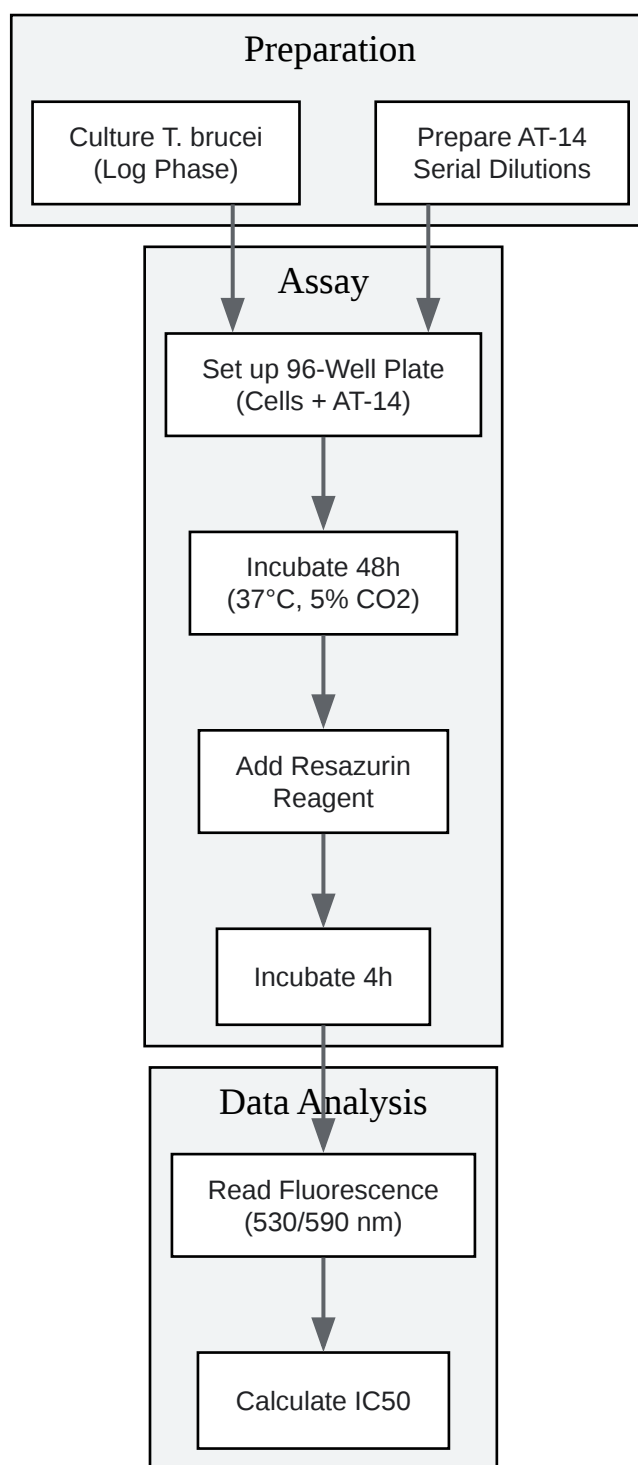 Preparation
Culture T. brucei
(Log Phase)
Prepare AT-14
Serial Dilutions
Assay
Set up 96-Well Plate
(Cells + AT-14)
Incubate 48h
(37°C, 5% CO2)
Add Resazurin
Reagent
Incubate 4h
Data Analysis
Read Fluorescence
(530/590 nm)
Calculate IC50